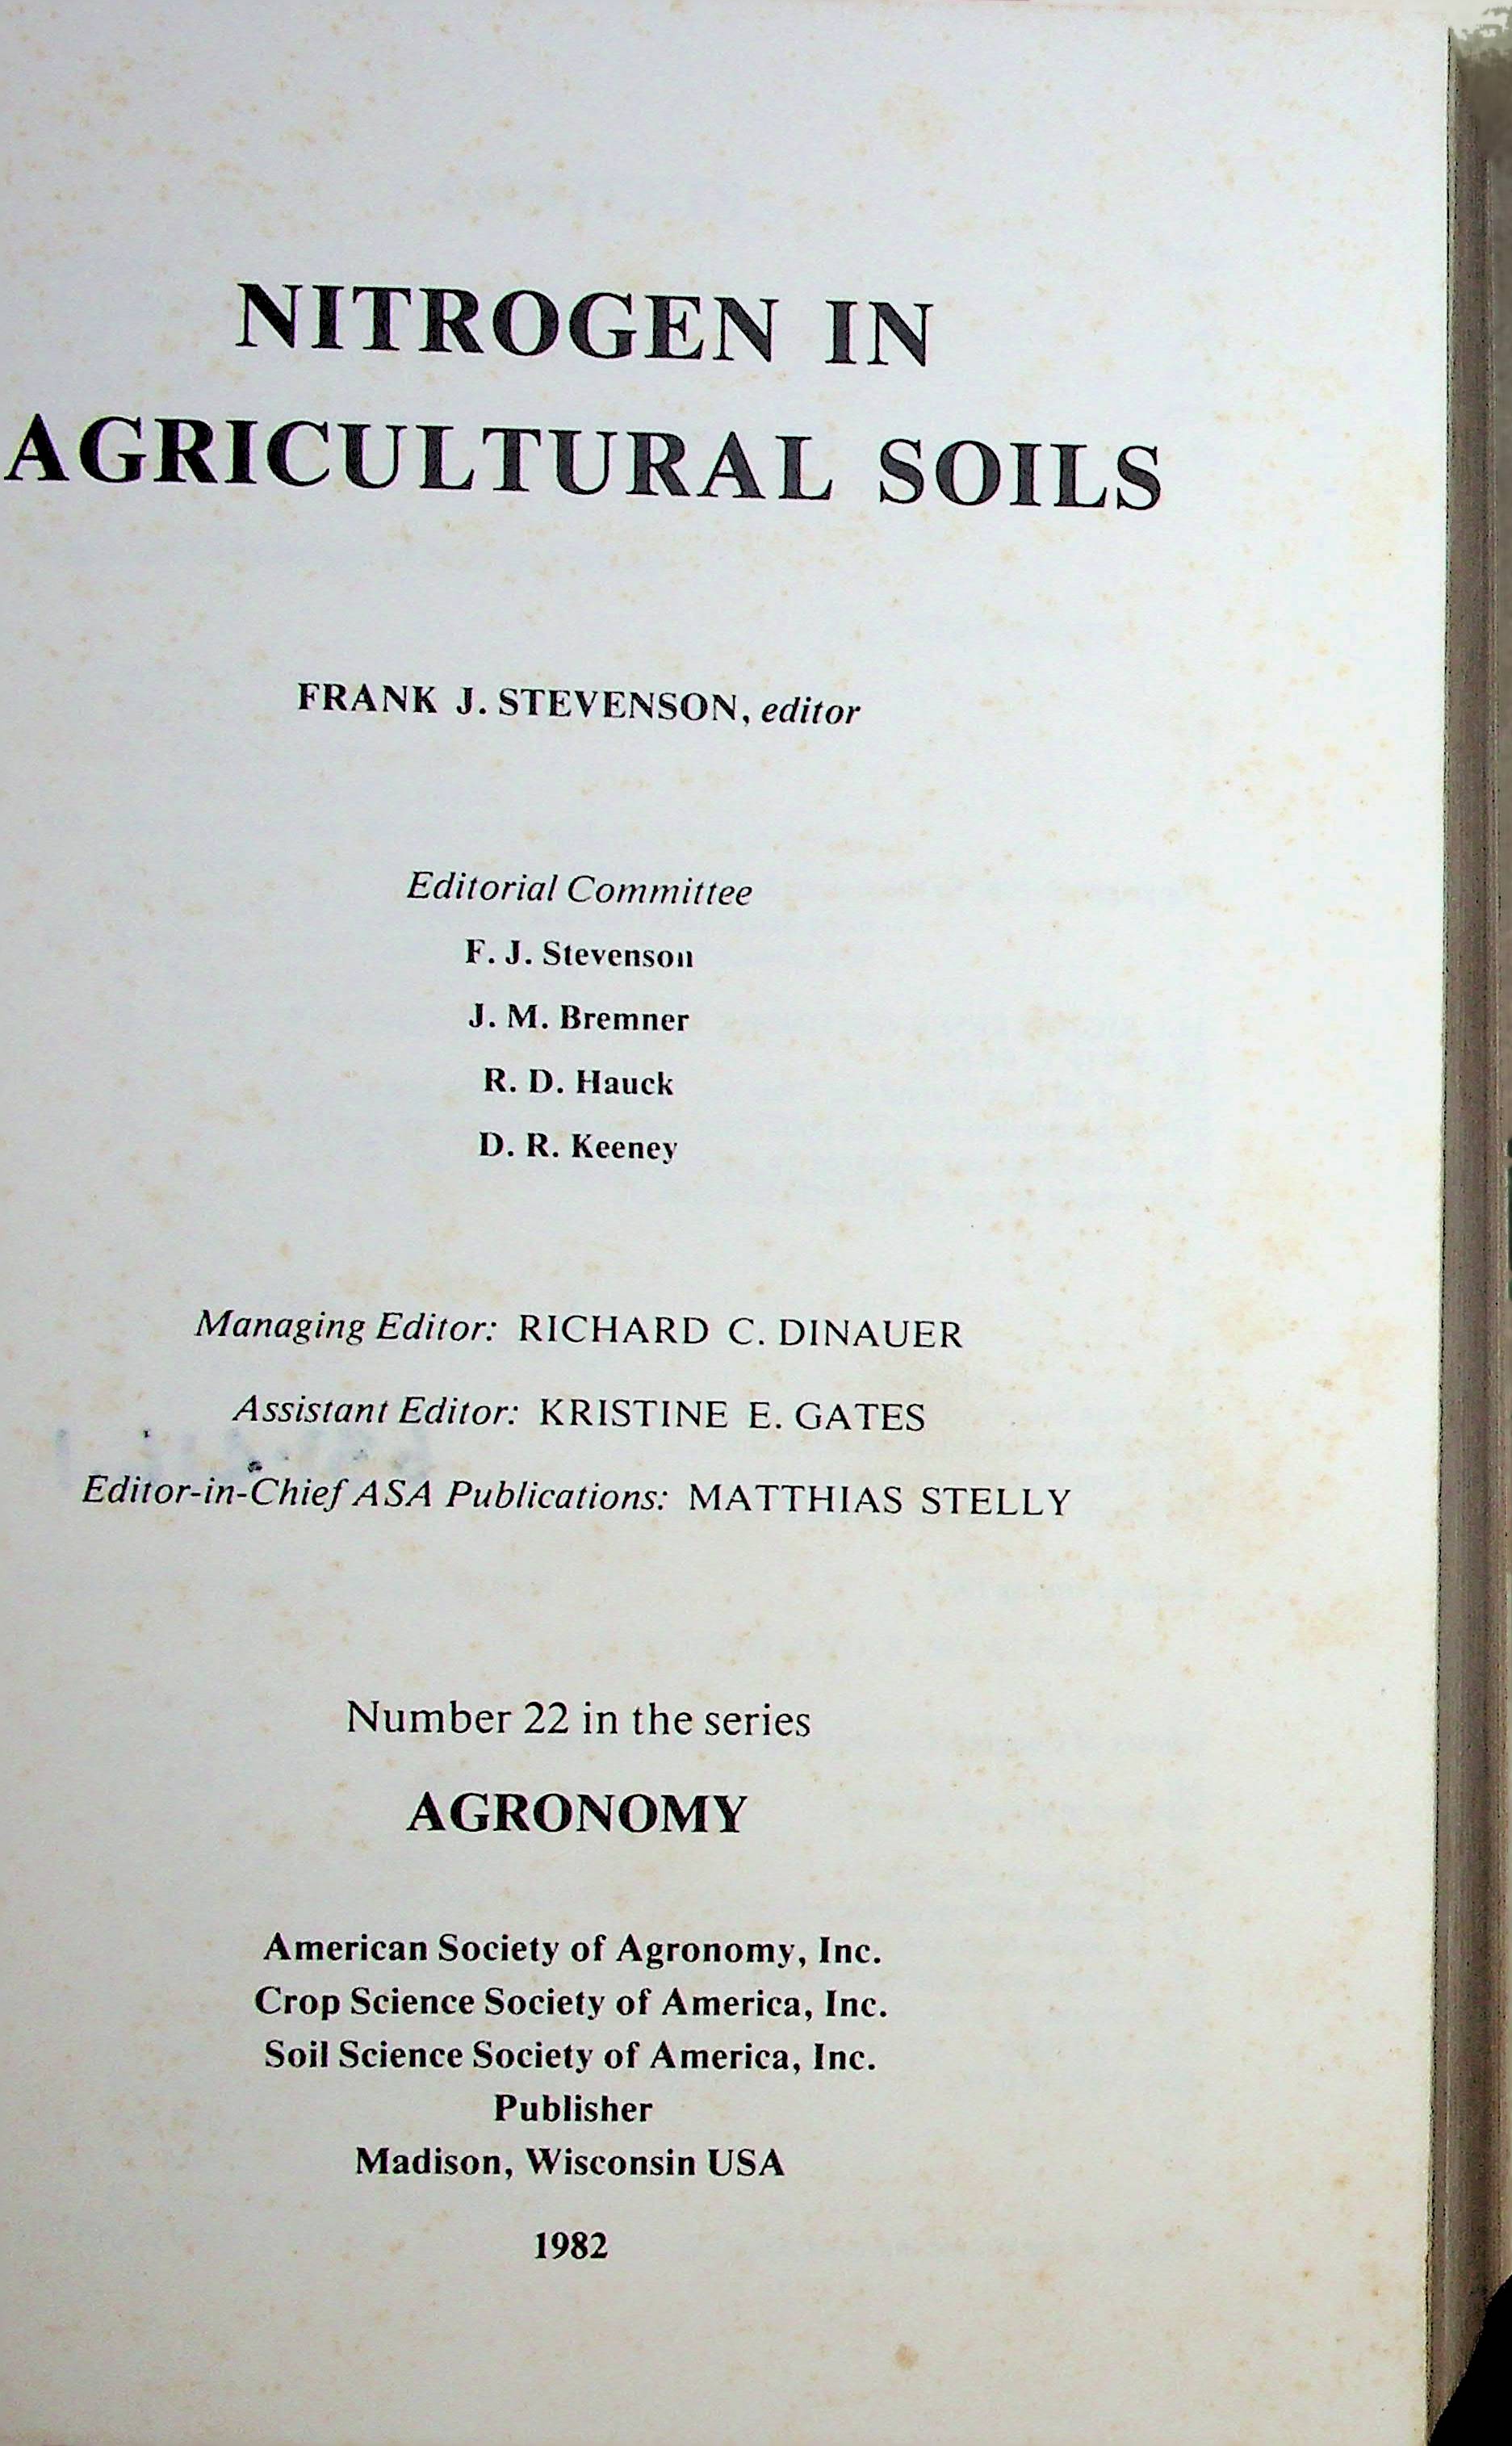 NITROGEN IN
AGRICULTURAL SOILS
FRANK J. STEVENSON, editor
Editorial Committee
F. J. Stevenson
J. M. Bremner
R. D. Hauck
D. R. Keeney
Managing Editor: RICHARD C. DINAUER
Assistant Editor: KRISTINE E. GATES
Editor-in-Chief ASA Publications: MATTHIAS STELLY
Number 22 in the series
AGRONOMY
American Society of Agronomy, Inc.
Crop Science Society of America, Inc.
Soil Science Society of America, Inc.
Publisher
Madison, Wisconsin USA
1982